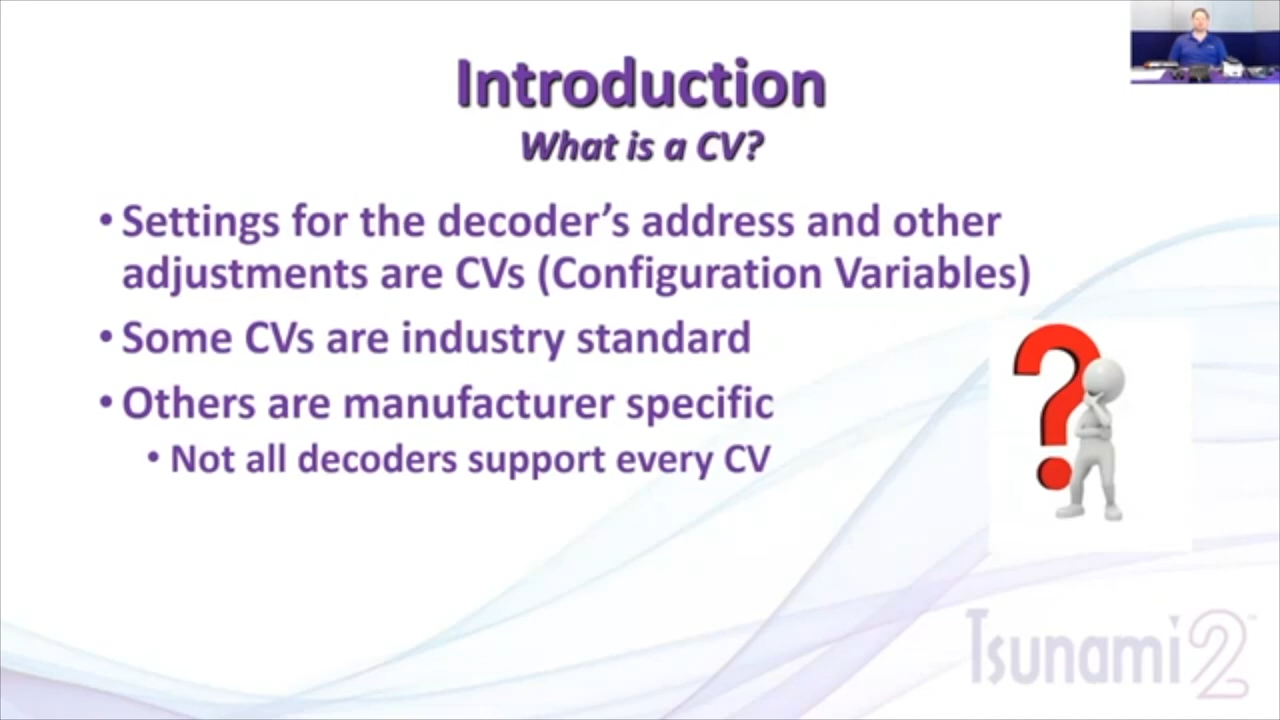 Introduction
What is a CV?
• Settings for the decoder’s address and other
adjustments are CVs (Configuration Variables)
• Some CVs are industry standard
• Others are manufacturer specific
• Not all decoders support every CV
Tsunami2™